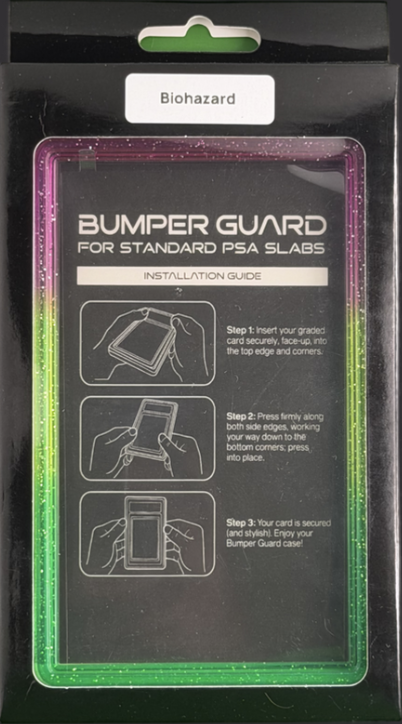 Biohazard
BUMPER GUARD
FOR STANDARD PSA SLABS
INSTALLATION GUIDE
Step 1: Insert your graded
card securely, face-up, into
the top edge and corners.
Step 2: Press firmly along
both side edges, working
your way down to the
bottom corners; press
into place.
Step 3: Your card is secured
(and stylish). Enjoy your
Bumper Guard case!